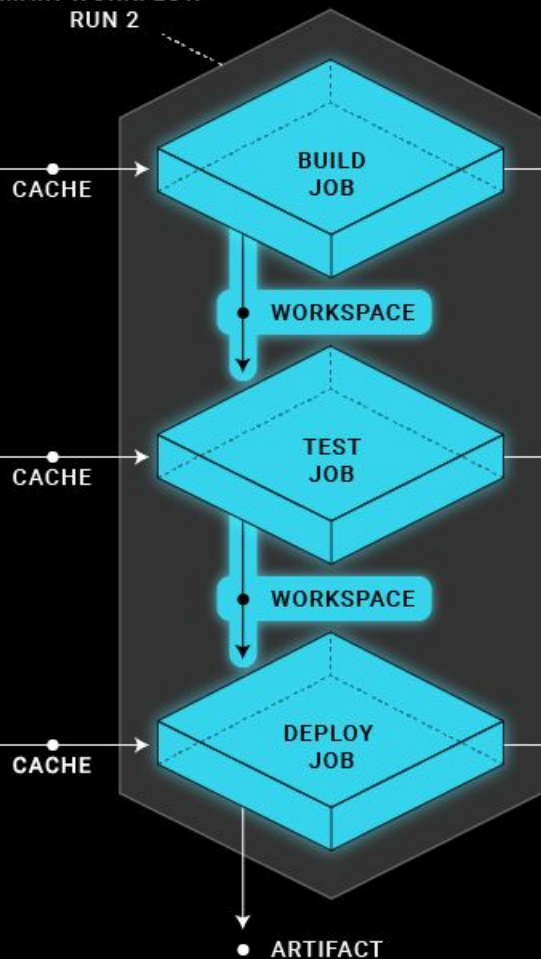 RUN 2
BUILD
JOB
CACHE
WORKSPACE
TEST
JOB
CACHE
WORKSPACE
DEPLOY
JOB
CACHE
ARTIFACT